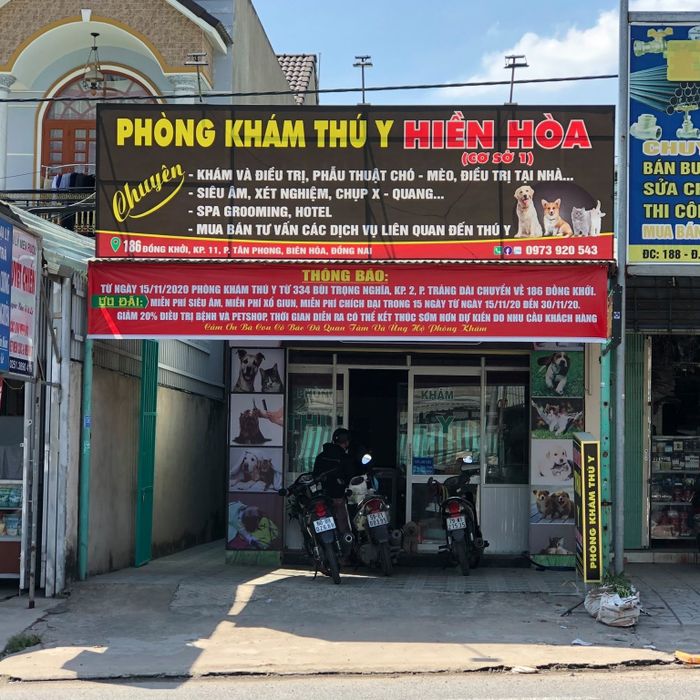 PHÒNG KHÁM THÚ Y HIỀN HÒA
(CƠ SỞ 1)
Chuyên
- KHÁM VÀ ĐIỀU TRỊ, PHẪU THUẬT CHÓ - MÈO, ĐIỀU TRỊ TẠI NHÀ...
- SIÊU ÂM, XÉT NGHIỆM, CHỤP X - QUANG...
- SPA GROOMING, HOTEL
- MUA BÁN TƯ VẤN CÁC DỊCH VỤ LIÊN QUAN ĐẾN THÚ Y
186 ĐỒNG KHỞI, KP. 11, P. TÂN PHONG, BIÊN HÒA, ĐỒNG NAI
0973 920 543
THÔNG BÁO:
TỪ NGÀY 15/11/2020 PHÒNG KHÁM THÚ Y TỪ 334 BÙI TRỌNG NGHĨA, KP. 2, P. TRẢNG DÀI CHUYỂN VỀ 186 ĐỒNG KHỞI.
ƯU ĐÃI: MIỄN PHÍ SIÊU ÂM, MIỄN PHÍ XỔ GIUN, MIỄN PHÍ CHÍCH DẠI TRONG 15 NGÀY TỪ NGÀY 15/11/20 ĐẾN 30/11/20.
GIẢM 20% ĐIỀU TRỊ BỆNH VÀ PETSHOP, THỜI GIAN DIỄN RA CÓ THỂ KẾT THÚC SỚM HƠN DỰ KIẾN DO NHU CẦU KHÁCH HÀNG
Cám Ơn Bà Con Cô Bác Đã Quan Tâm Và Ủng Hộ Phòng Khám
KHÁM
Y
PHÒNG KHÁM THÚ Y
BÁN BU
SỬA CH
THI CÔN
MUA BÁN
ĐC: 188 - Đ